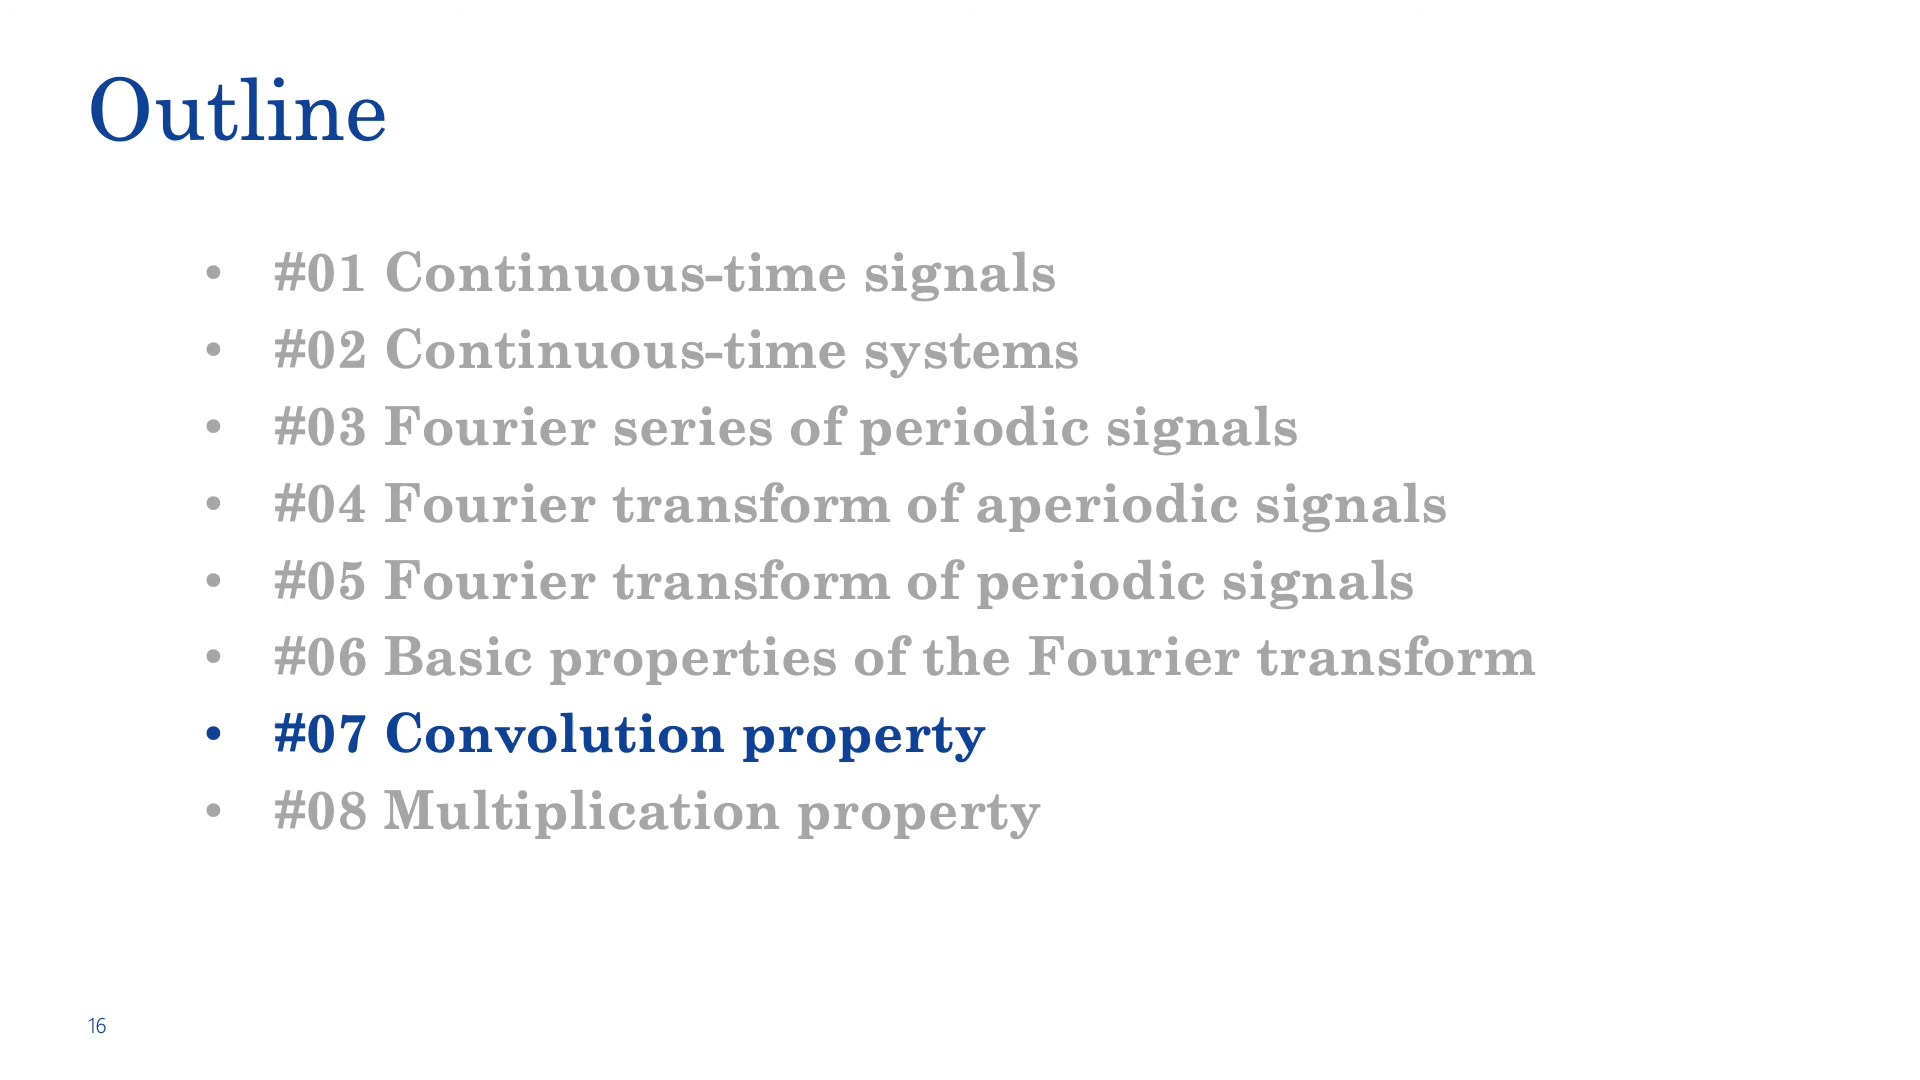 Outline
• #01 Continuous-time signals
• #02 Continuous-time systems
• #03 Fourier series of periodic signals
• #04 Fourier transform of aperiodic signals
• #05 Fourier transform of periodic signals
• #06 Basic properties of the Fourier transform
• #07 Convolution property
• #08 Multiplication property
16